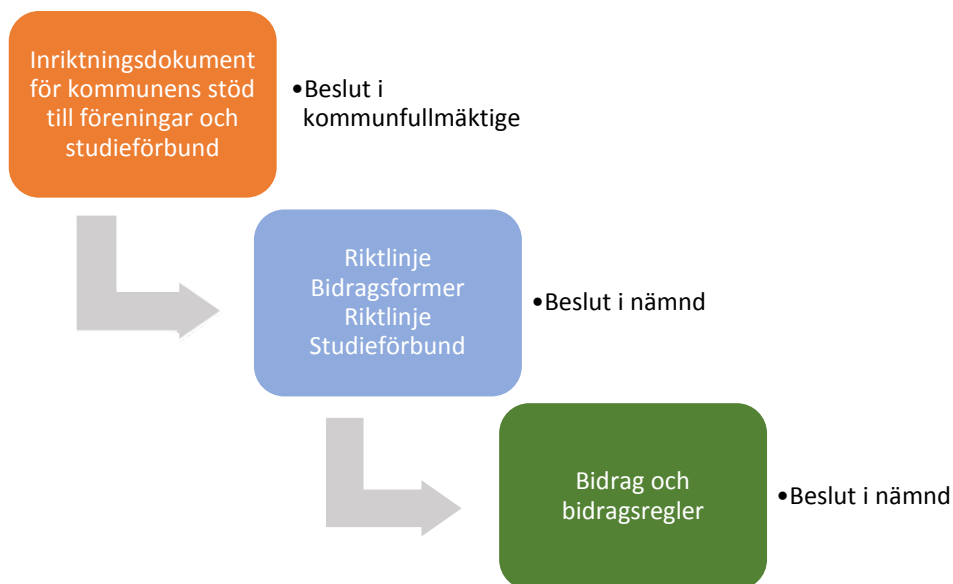 Inriktningsdokument
för kommunens stöd
till föreningar och
studieförbund
•Beslut i
kommunfullmäktige
Riktlinje
Bidragsformer
Riktlinje
Studieförbund
•Beslut i nämnd
Bidrag och
bidragsregler
•Beslut i nämnd